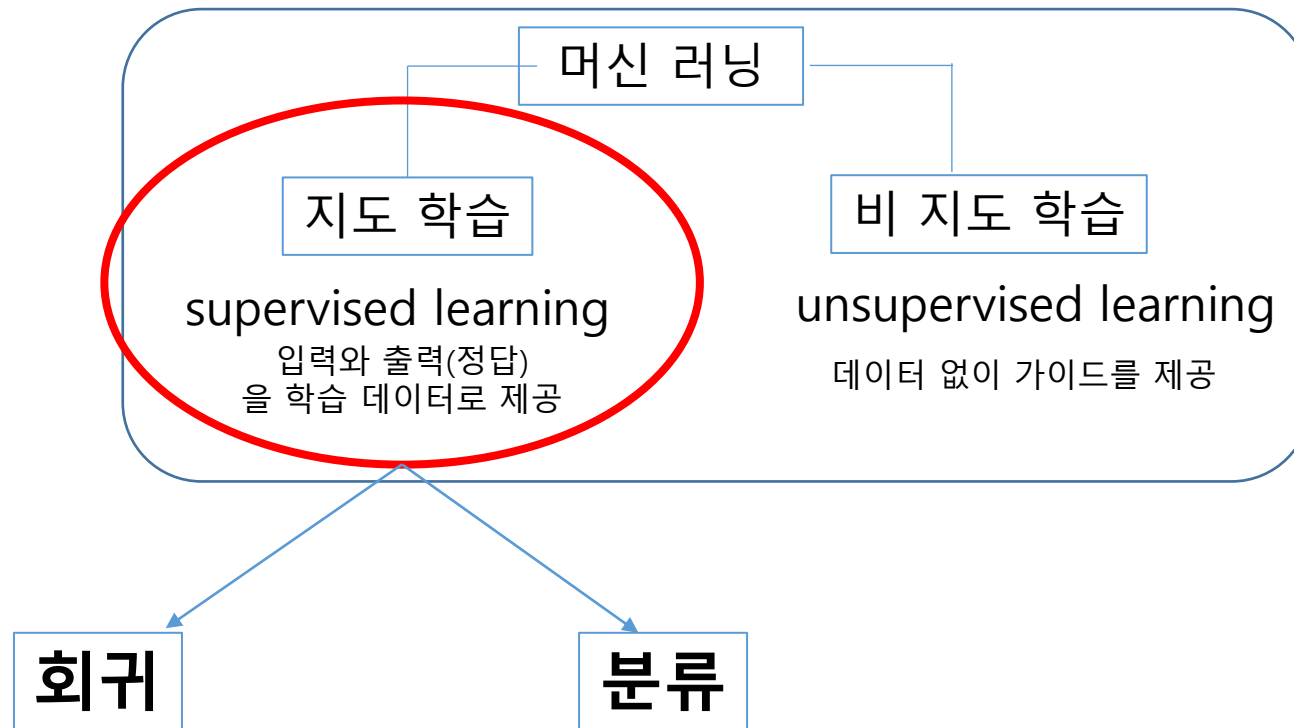 머신 러닝
지도 학습
비 지도 학습
supervised learning
unsupervised learning
입력와 출력(정답)
을 학습 데이터로 제공
데이터 없이 가이드를 제공
회귀
분류